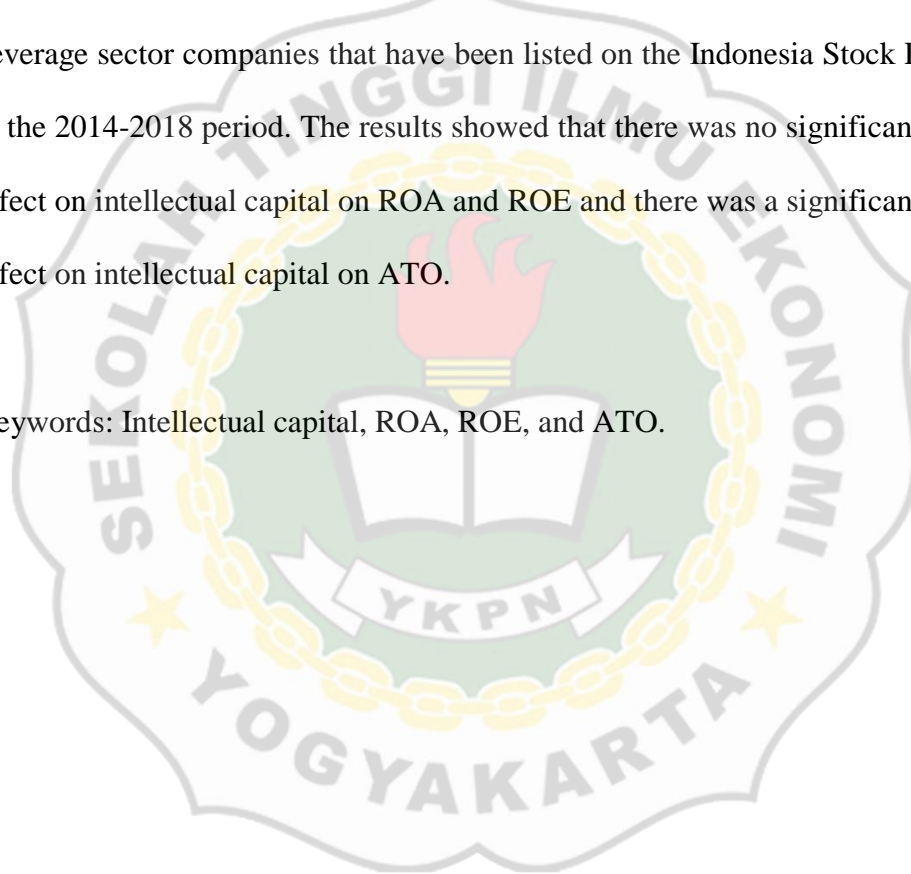 everage sector companies that have been listed on the Indonesia Stock
the 2014-2018 period. The results showed that there was no significan
fect on intellectual capital on ROA and ROE and there was a significan
fect on intellectual capital on ATO.
eywords: Intellectual capital, ROA, ROE, and ATO.
SEKOLAH TINGGI ILMU EKONOMI
YKPN
YOGYAKARTA